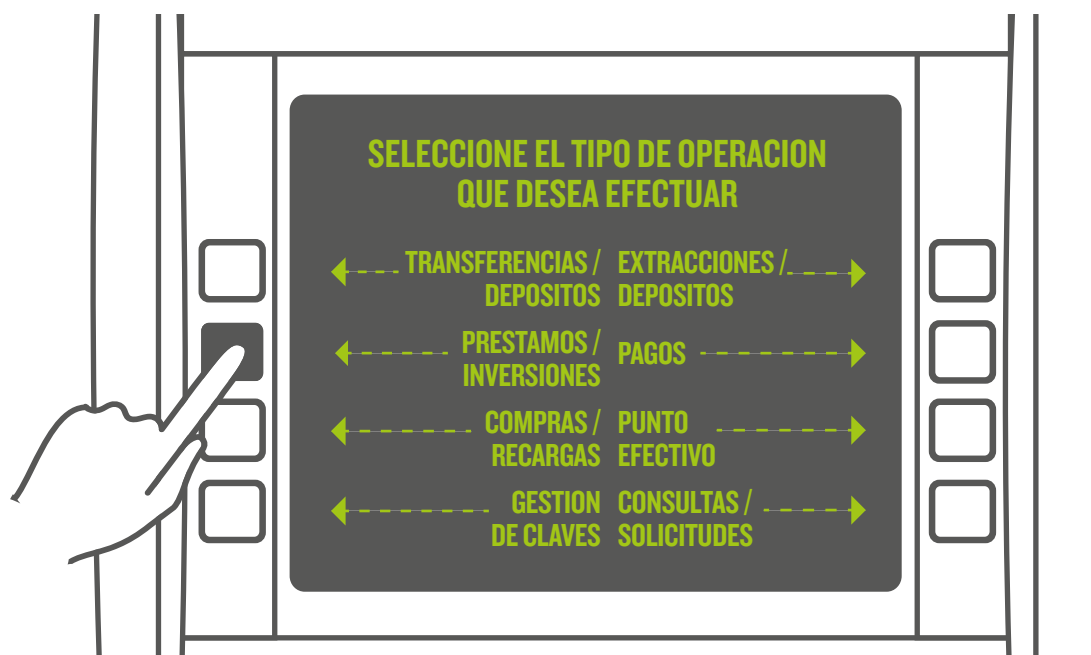 SELECCIONE EL TIPO DE OPERACION
QUE DESEA EFECTUAR
TRANSFERENCIAS /
DEPOSITOS
EXTRACCIONES /
DEPOSITOS
PRESTAMOS /
INVERSIONES
PAGOS
COMPRAS /
RECARGAS
PUNTO
EFECTIVO
GESTION
DE CLAVES
CONSULTAS /
SOLICITUDES